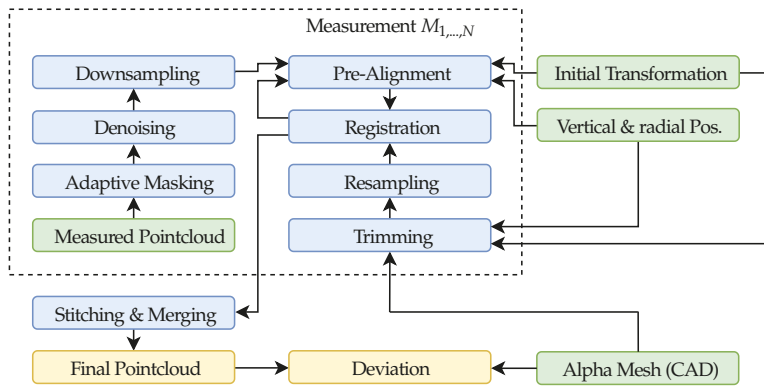 Measurement M1,...,N
Downsampling
Pre-Alignment
Initial Transformation
Denoising
Registration
Vertical & radial Pos.
Adaptive Masking
Resampling
Measured Pointcloud
Trimming
Stitching & Merging
Final Pointcloud
Deviation
Alpha Mesh (CAD)